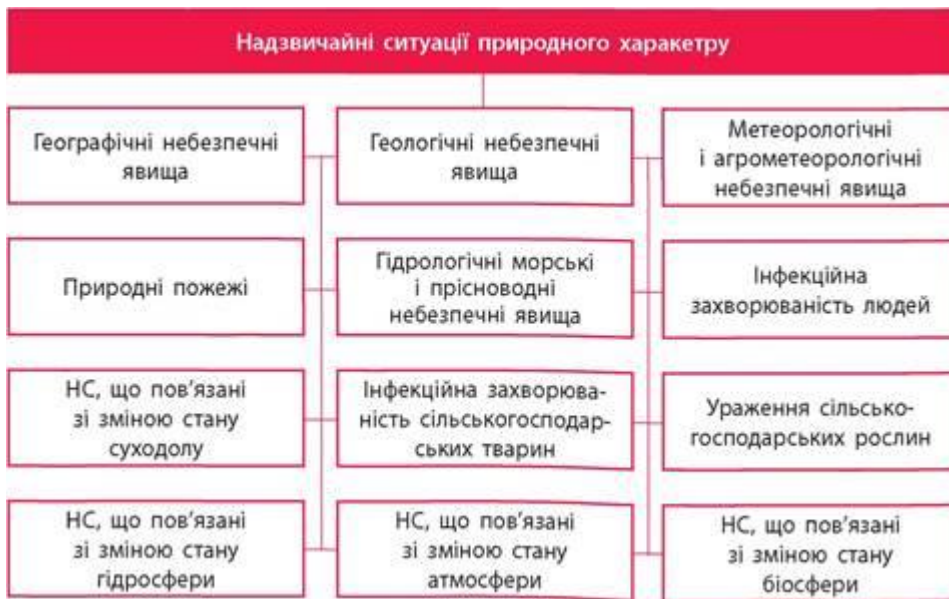 Надзвичайні ситуації природного характеру
Географічні небезпечні
явища
Геологічні небезпечні
явища
Метеорологічні
і агрометеорологічні
небезпечні явища
Природні пожежі
Гідрологічні морські
і прісноводні
небезпечні явища
Інфекційна
захворюваність людей
НС, що пов’язані
зі зміною стану
суходолу
Інфекційна захворюва-
ність сільськогосподар-
ських тварин
Ураження сільсько-
господарських рослин
НС, що пов’язані
зі зміною стану
гідросфери
НС, що пов’язані
зі зміною стану
атмосфери
НС, що пов’язані
зі зміною стану
біосфери